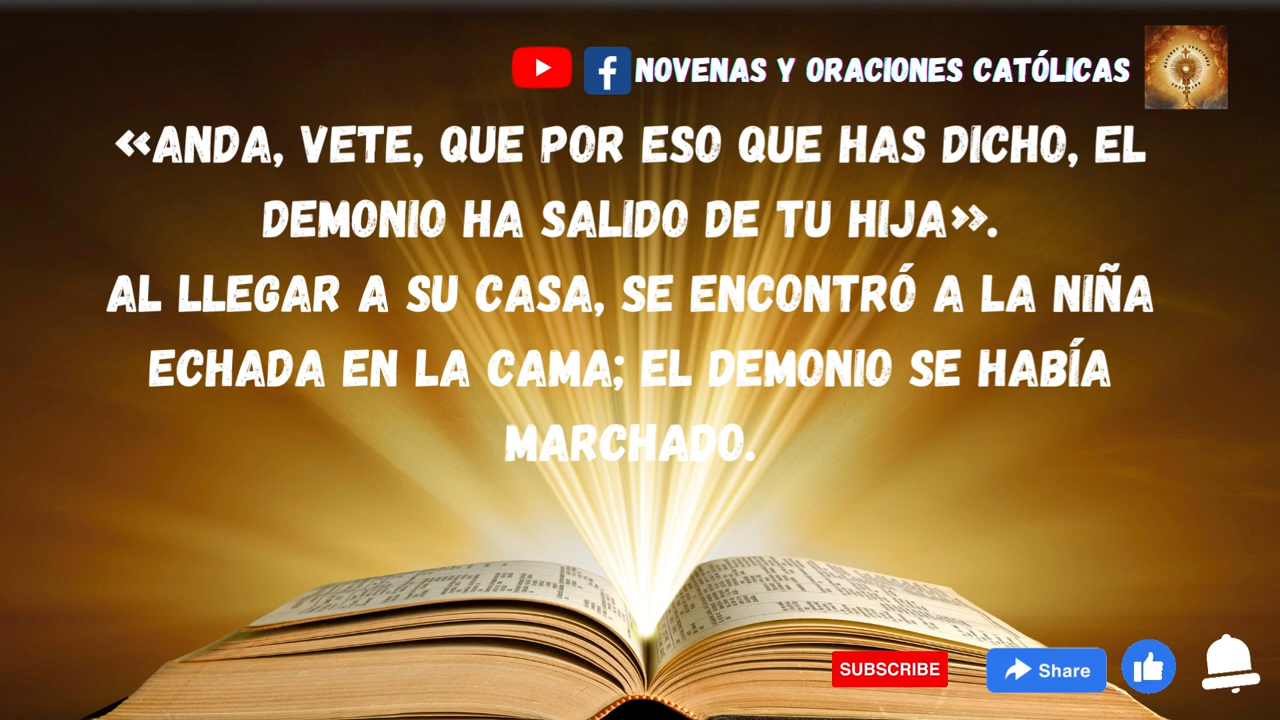 NOVENAS Y ORACIONES CATÓLICAS
«ANDA, VETE, QUE POR ESO QUE HAS DICHO, EL
DEMONIO HA SALIDO DE TU HIJA».
AL LLEGAR A SU CASA, SE ENCONTRÓ A LA NIÑA
ECHADA EN LA CAMA; EL DEMONIO SE HABÍA
MARCHADO.
SUBSCRIBE
Share